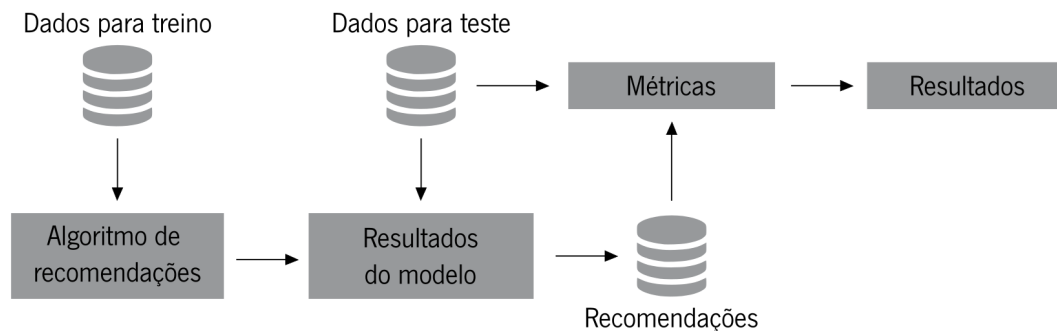 Dados para treino
Dados para teste
Métricas
Resultados
Algoritmo de
recomendações
Resultados
do modelo
Recomendações